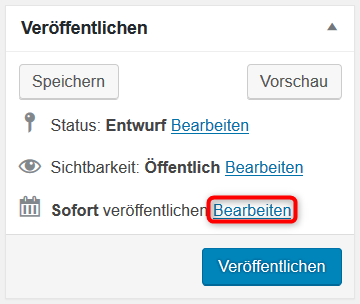 Veröffentlichen
Speichern Vorschau
Status: Entwurf Bearbeiten
Sichtbarkeit: Öffentlich Bearbeiten
Sofort veröffentlichen Bearbeiten
Veröffentlichen